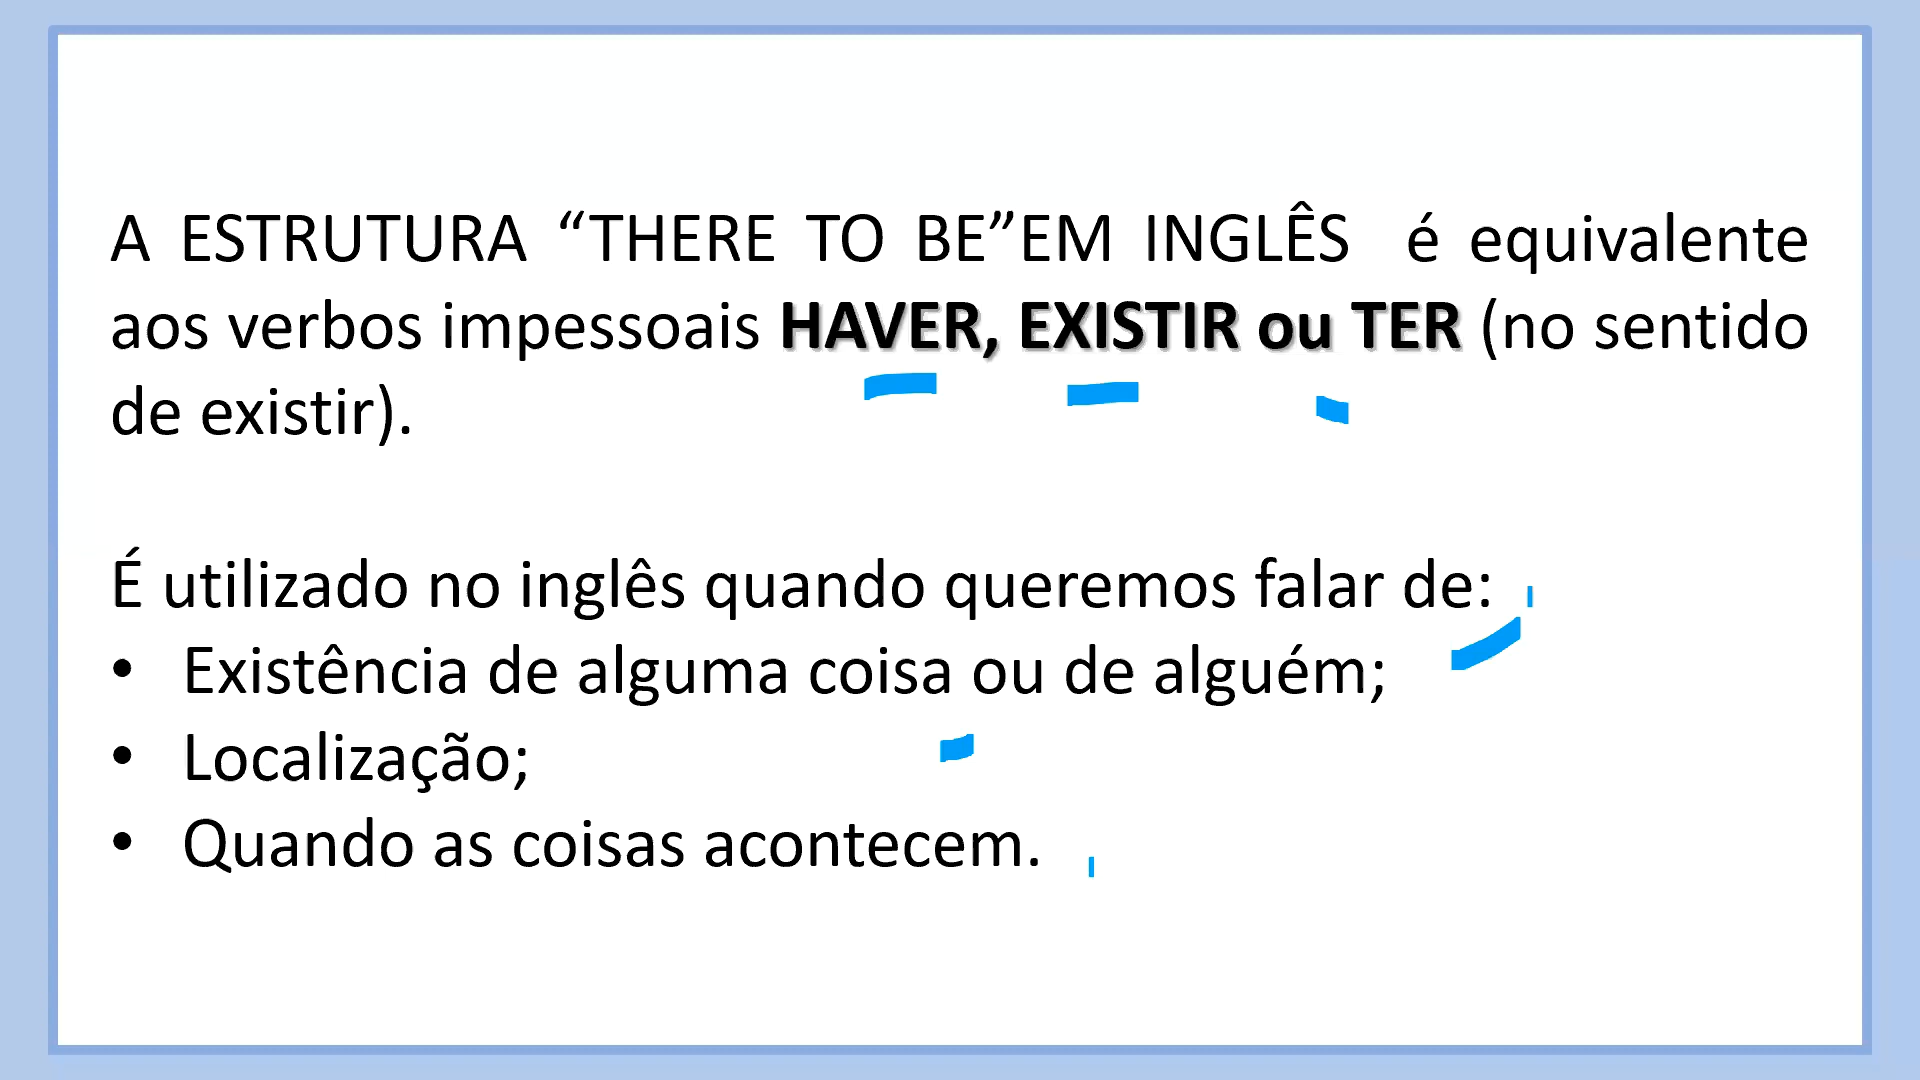 A ESTRUTURA “THERE TO BE”EM INGLÊS é equivalente
aos verbos impessoais HAVER, EXISTIR ou TER (no sentido
de existir).
É utilizado no inglês quando queremos falar de:
• Existência de alguma coisa ou de alguém;
• Localização;
• Quando as coisas acontecem.